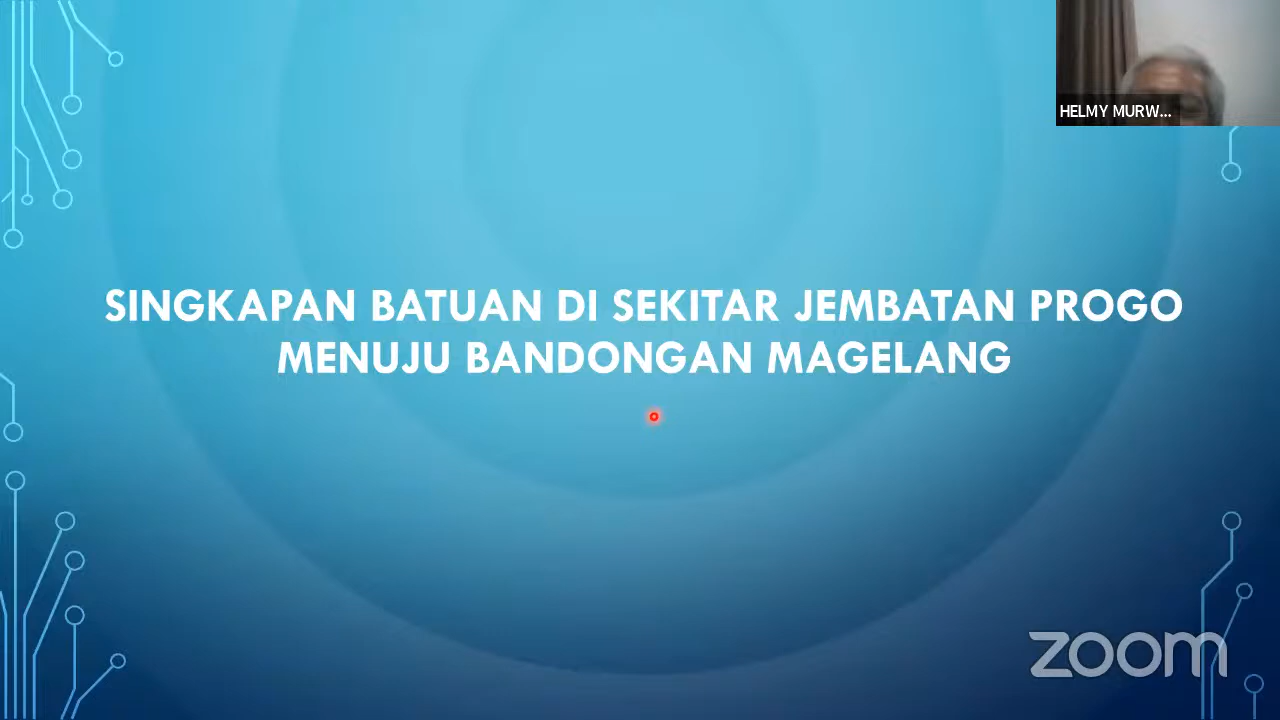 HELMY MURW...
SINGKAPAN BATUAN DI SEKITAR JEMBATAN PROGO
MENUJU BANDONGAN MAGELANG
zoom